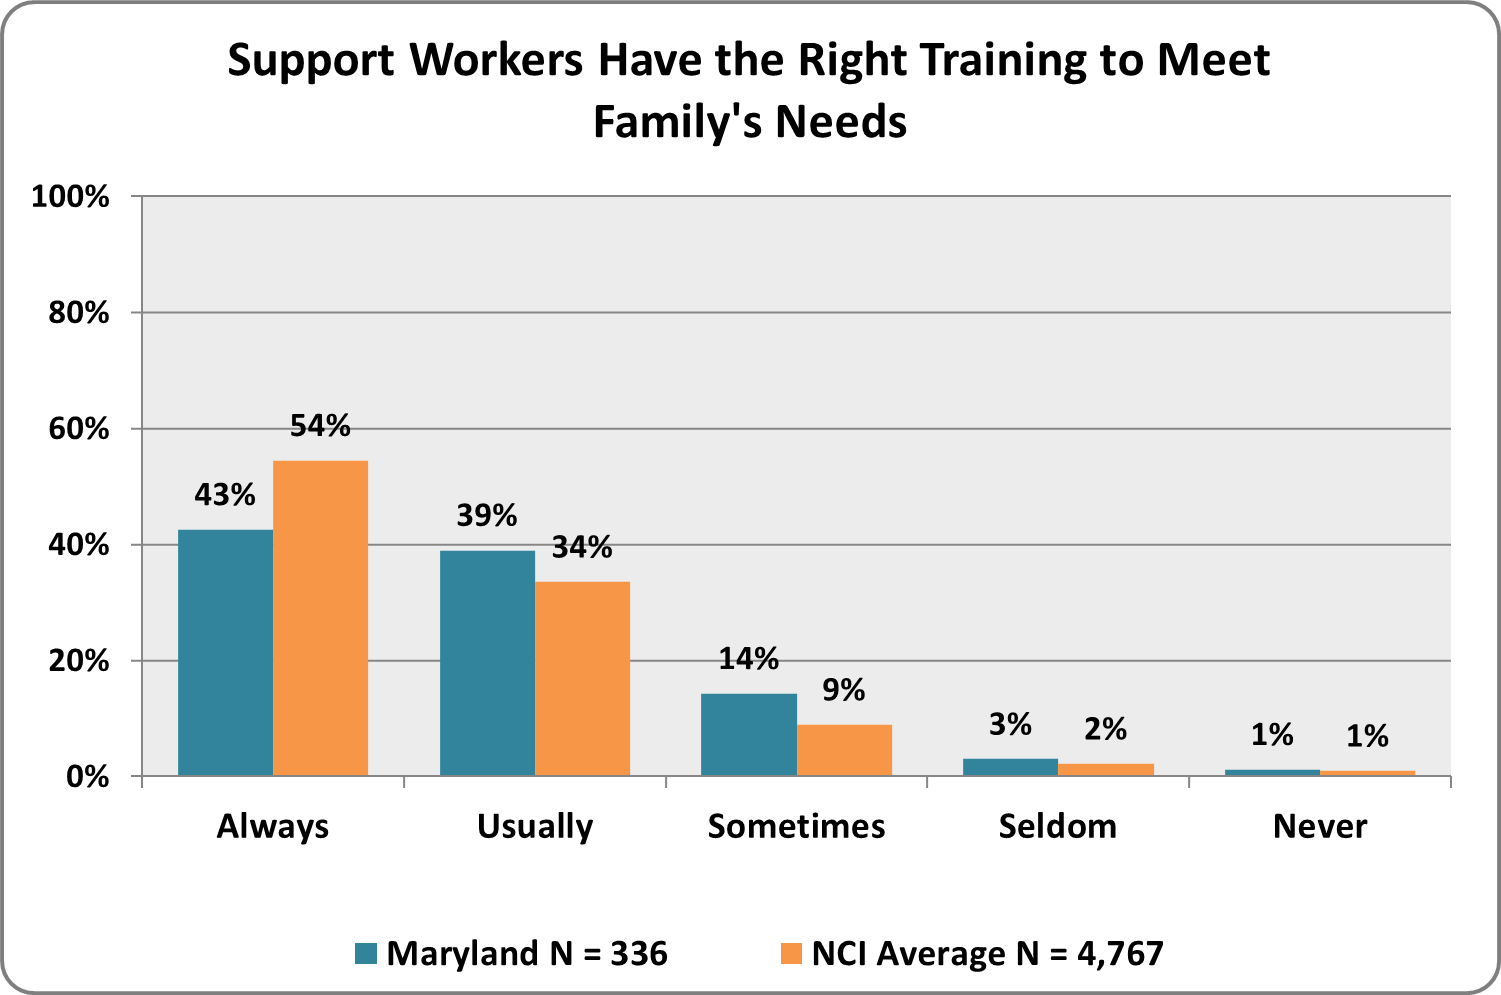 Support Workers Have the Right Training to Meet
Family's Needs
100%
80%
60%
40%
20%
0%
43%
54%
39%
34%
14%
9%
3%
2%
1%
1%
Always
Usually
Sometimes
Seldom
Never
Maryland N = 336
NCI Average N = 4,767